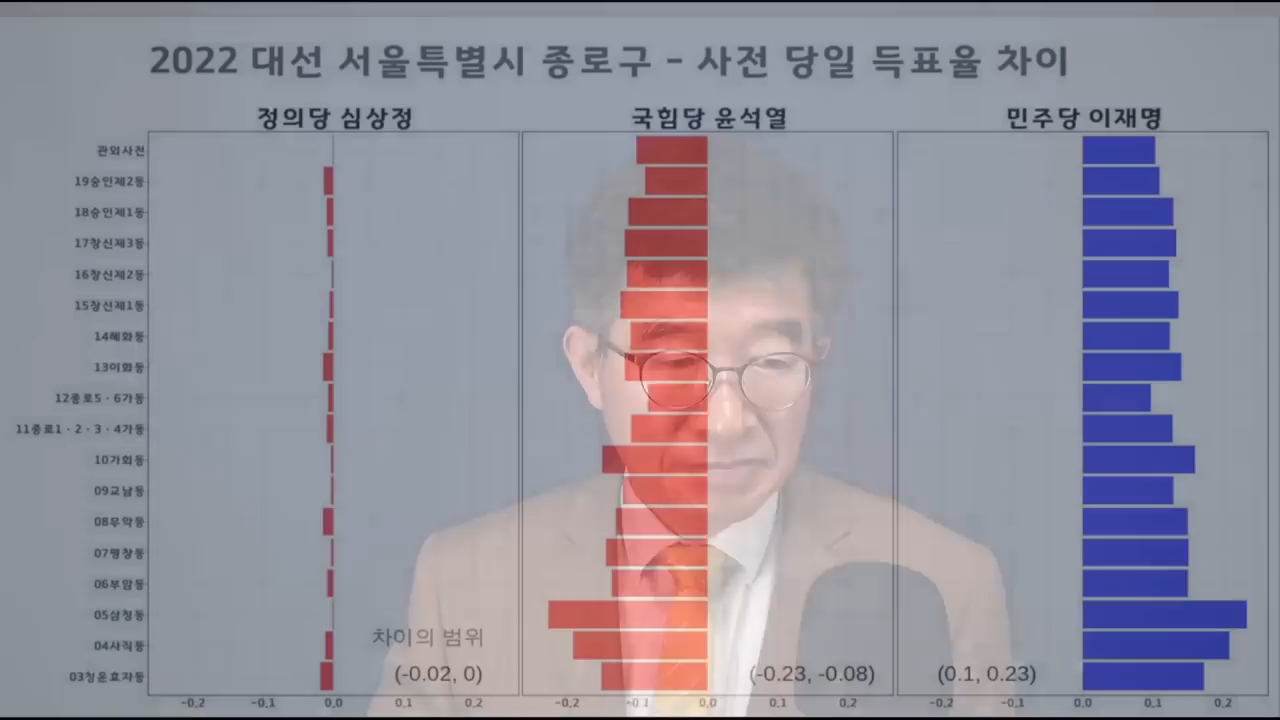 2022 대선 서울특별시 종로구 - 사전 당일 득표율 차이
정의당 심상정 국힘당 윤석열 민주당 이재명
관외사전
19숭인제2동
18숭인제1동
17창신제3동
16창신제2동
15창신제1동
14혜화동
13이화동
12종로5·6가동
11종로1·2·3·4가동
10가회동
09교남동
08무악동
07평창동
06부암동
05삼청동
04사직동
03청운효자동
차이의 범위
(-0.02, 0) (-0.23, -0.08) (0.1, 0.23)
-0.2 -0.1 0.0 0.1 0.2 -0.2 -0.1 0.0 0.1 0.2 -0.2 -0.1 0.0 0.1 0.2